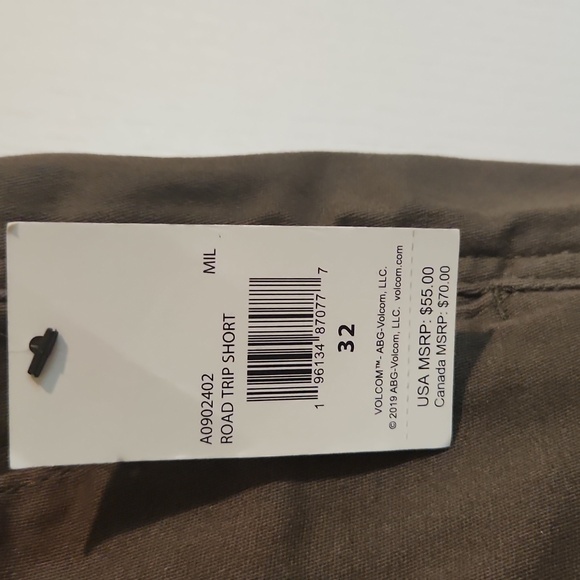 A0902402 MIL
ROAD TRIP SHORT
1 96134 87077 7
32
VOLCOM™- ABG-Volcom, LLC.
© 2019 ABG-Volcom, LLC. volcom.com
USA MSRP: $55.00
Canada MSRP: $70.00